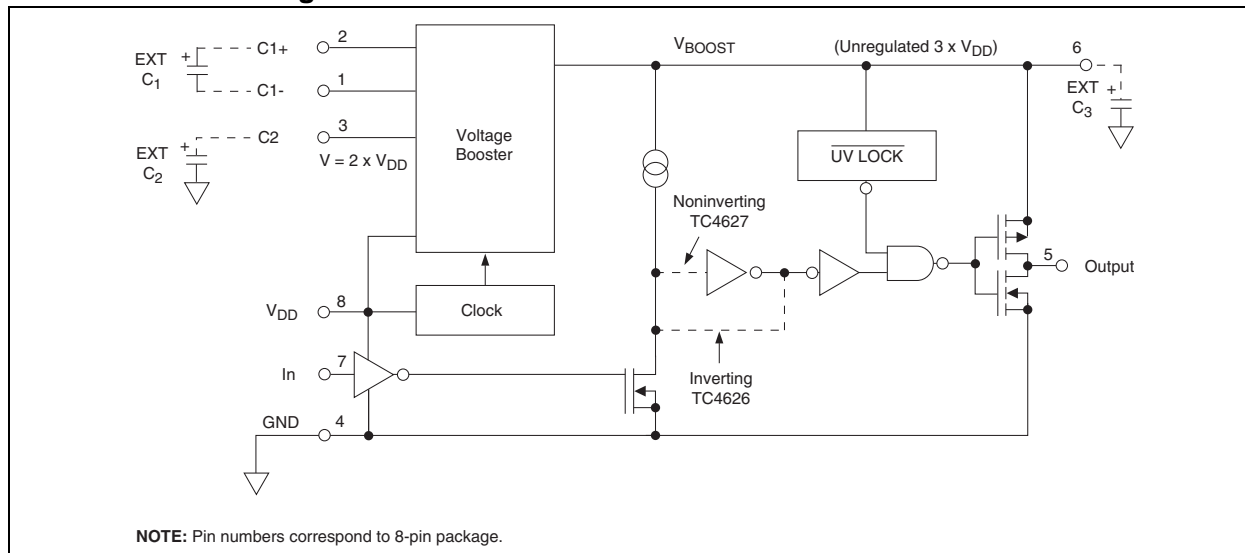 EXT
C1
+
C1+
2
C1-
1
EXT
C2
+
C2
3
V = 2 x VDD
Voltage
Booster
VBOOST
(Unregulated 3 x VDD)
6
EXT
C3
+
UV LOCK
Noninverting
TC4627
5
Output
VDD
8
Clock
In
7
Inverting
TC4626
GND
4
NOTE: Pin numbers correspond to 8-pin package.